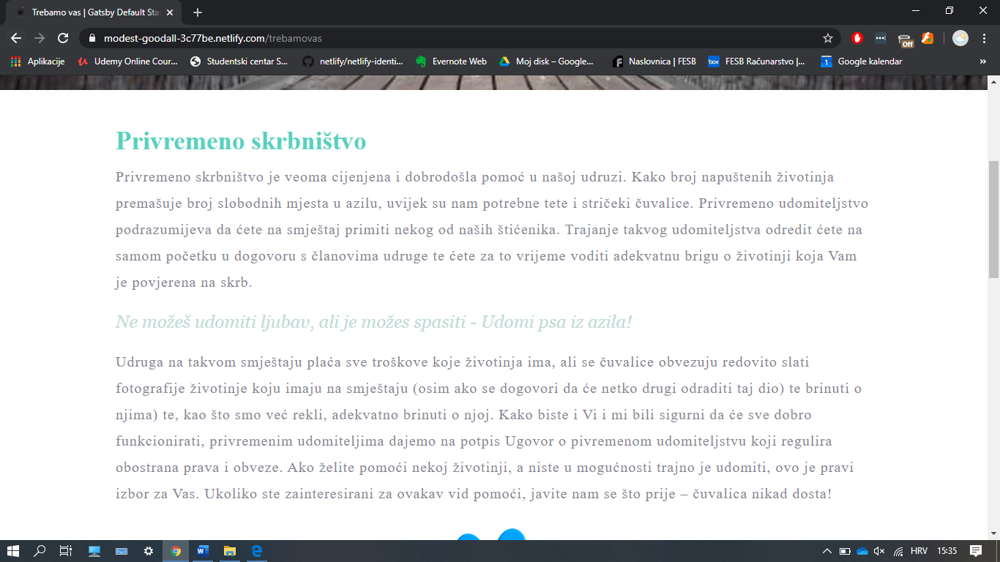 Trebamo vas | Gatsby Default Sta
modest-goodall-3c77be.netlify.com/trebamovas
Off
Aplikacije Udemy Online Cour... Studentski centar S... netlify/netlify-identi... Evernote Web Moj disk – Google... Naslovnica | FESB FESB Računarstvo |... Google kalendar »
Privremeno skrbništvo
Privremeno skrbništvo je veoma cijenjena i dobrodošla pomoć u našoj udruzi. Kako broj napuštenih životinja
premašuje broj slobodnih mjesta u azilu, uvijek su nam potrebne tete i stričeki čuvalice. Privremeno udomiteljstvo
podrazumijeva da ćete na smještaj primiti nekog od naših štićenika. Trajanje takvog udomiteljstva odredit ćete na
samom početku u dogovoru s članovima udruge te ćete za to vrijeme voditi adekvatnu brigu o životinji koja Vam
je povjerena na skrb.
Ne možeš udomiti ljubav, ali je možes spasiti - Udomi psa iz azila!
Udruga na takvom smještaju plaća sve troškove koje životinja ima, ali se čuvalice obvezuju redovito slati
fotografije životinje koju imaju na smještaju (osim ako se dogovori da će netko drugi odraditi taj dio) te brinuti o
njima) te, kao što smo već rekli, adekvatno brinuti o njoj. Kako biste i Vi i mi bili sigurni da će sve dobro
funkcionirati, privremenim udomiteljima dajemo na potpis Ugovor o pivremenom udomiteljstvu koji regulira
obostrana prava i obveze. Ako želite pomoći nekoj životinji, a niste u mogućnosti trajno je udomiti, ovo je pravi
izbor za Vas. Ukoliko ste zainteresirani za ovakav vid pomoći, javite nam se što prije – čuvalica nikad dosta!
HRV 15:35